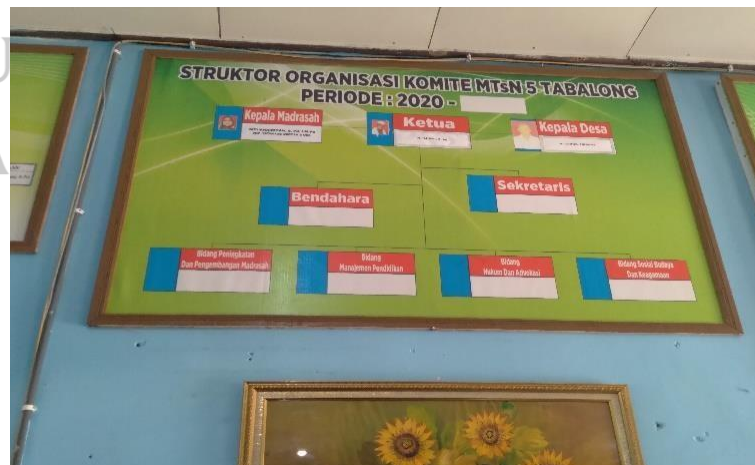 STRUKTOR ORGANISASI KOMITE MTsN 5 TABALONG
PERIODE : 2020 -
Kepala Madrasah
Ketua
Kepala Desa
Bendahara
Sekretaris
Bidang Peningkatan
Dan Pengembangan Madrasah
Bidang
Manajemen Pendidikan
Bidang
Hukum Dan Advokasi
Bidang Sosial Budaya
Dan Keagamaan